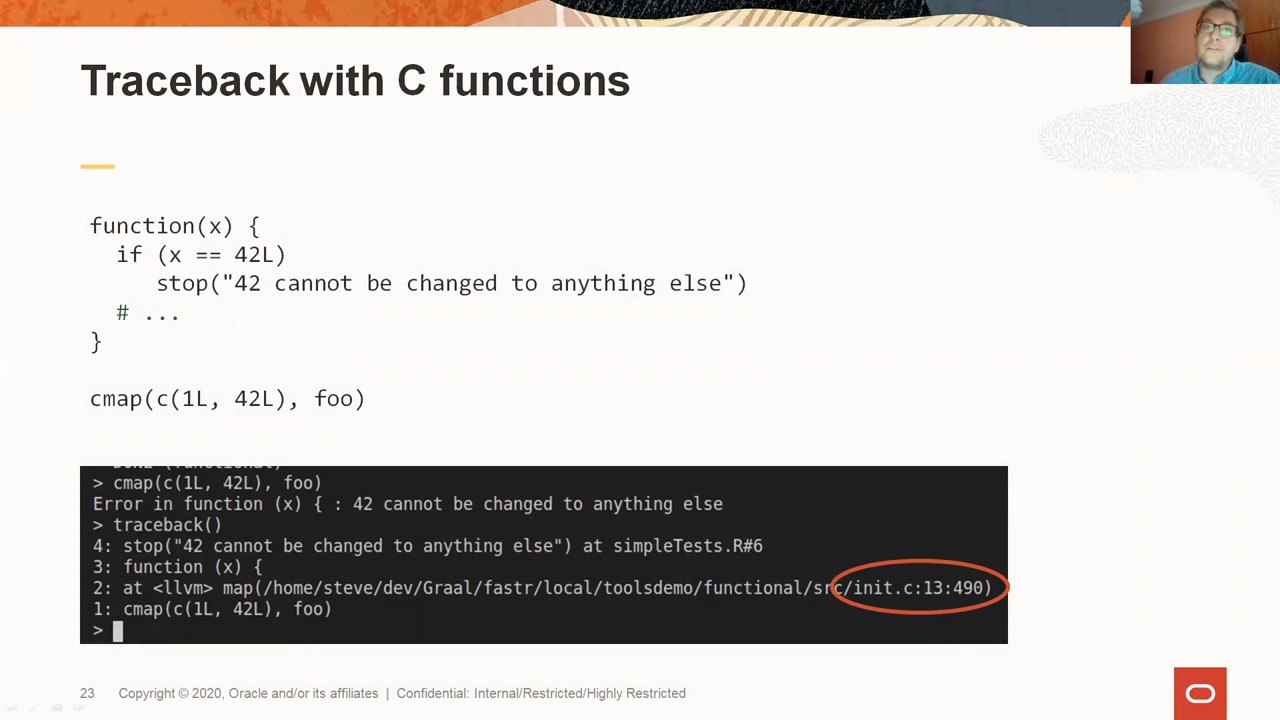 Traceback with C functions
function(x) {
  if (x == 42L)
     stop("42 cannot be changed to anything else")
  # ...
}
cmap(c(1L, 42L), foo)
DONE (functional)
> cmap(c(1L, 42L), foo)
Error in function (x) { : 42 cannot be changed to anything else
> traceback()
4: stop("42 cannot be changed to anything else") at simpleTests.R#6
3: function (x) {
2: at <llvm> map(/home/steve/dev/Graal/fastr/local/toolsdemo/functional/src/init.c:13:490)
1: cmap(c(1L, 42L), foo)
>
23 Copyright © 2020, Oracle and/or its affiliates | Confidential: Internal/Restricted/Highly Restricted